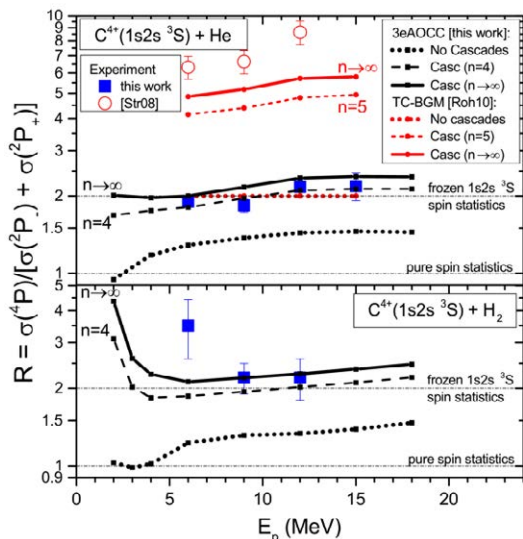 C⁴⁺(1s2s ³S) + He
3eAOCC [this work]:
No Cascades
Casc (n=4)
Casc (n→∞)
TC-BGM [Roh10]:
No cascades
Casc (n=5)
Casc (n→∞)
Experiment
this work
[Str08]
n→∞
n=5
n→∞
n=4
frozen 1s2s ³S
spin statistics
pure spin statistics
10
9
8
7
6
5
4
3
2
1.5
1
R = σ(⁴P)/[σ(²P₋) + σ(²P₊)]
C⁴⁺(1s2s ³S) + H₂
n→∞
n=4
frozen 1s2s ³S
spin statistics
pure spin statistics
5
4
3
2
1.5
1
0.9
0 5 10 15 20
Eₚ (MeV)